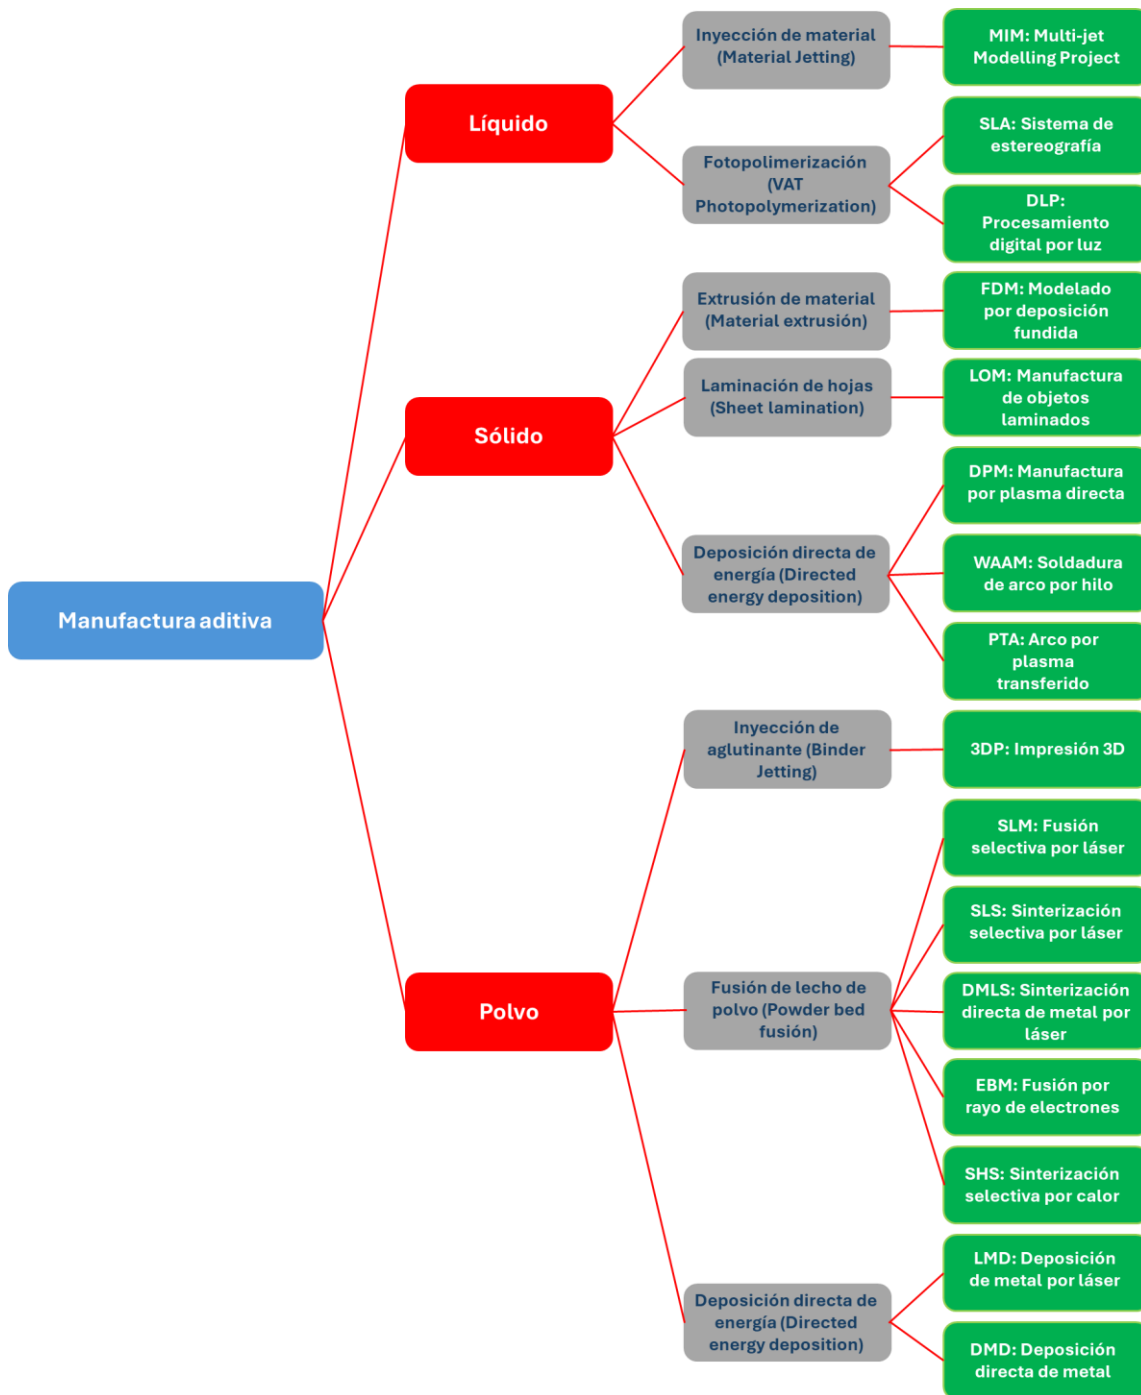 Manufactura aditiva
Líquido
Inyección de material
(Material Jetting)
MIM: Multi-jet
Modelling Project
Fotopolimerización
(VAT
Photopolymerization)
SLA: Sistema de
estereografía
DLP:
Procesamiento
digital por luz
Sólido
Extrusión de material
(Material extrusión)
FDM: Modelado
por deposición
fundida
Laminación de hojas
(Sheet lamination)
LOM: Manufactura
de objetos
laminados
Deposición directa de
energía (Directed
energy deposition)
DPM: Manufactura
por plasma directa
WAAM: Soldadura
de arco por hilo
PTA: Arco por
plasma
transferido
Polvo
Inyección de
aglutinante (Binder
Jetting)
3DP: Impresión 3D
Fusión de lecho de
polvo (Powder bed
fusión)
SLM: Fusión
selectiva por láser
SLS: Sinterización
selectiva por láser
DMLS: Sinterización
directa de metal por
láser
EBM: Fusión por
rayo de electrones
SHS: Sinterización
selectiva por calor
Deposición directa de
energía (Directed
energy deposition)
LMD: Deposición
de metal por láser
DMD: Deposición
directa de metal